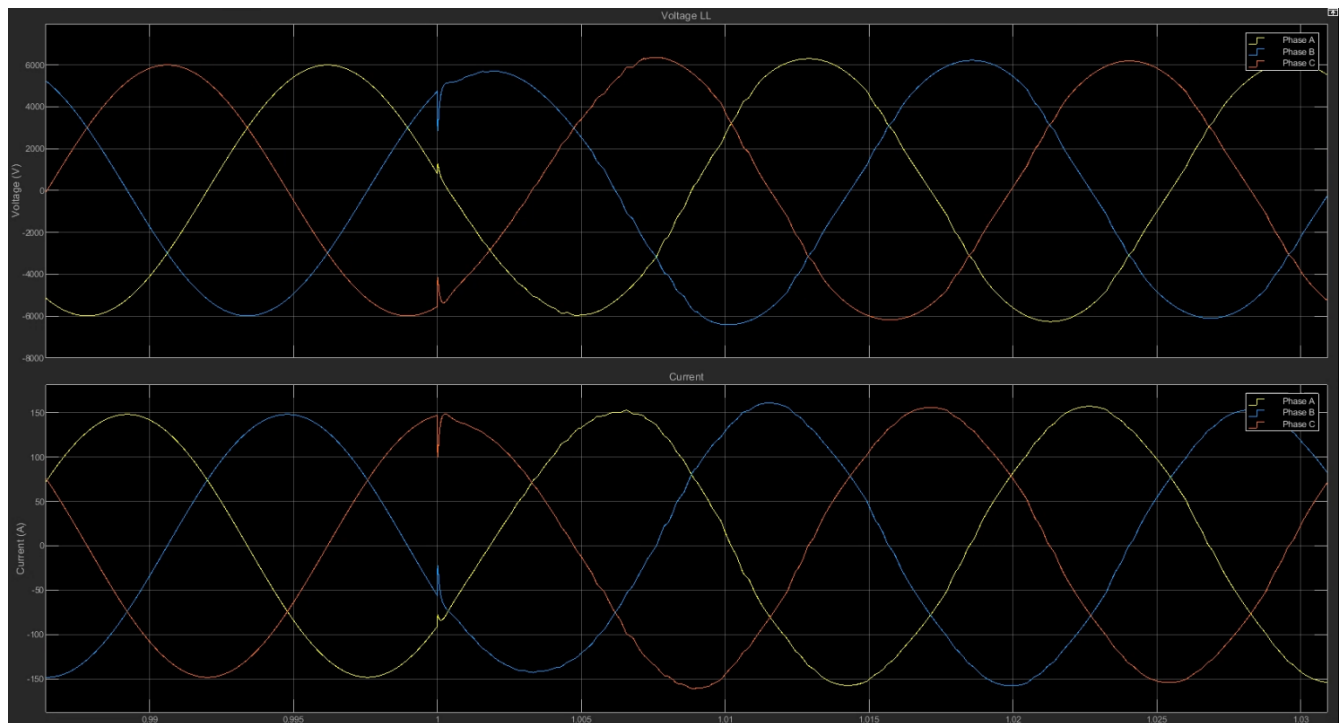 Voltage LL
Voltage (V)
6000
4000
2000
0
-2000
-4000
-6000
-8000
Phase A
Phase B
Phase C
Current
Current (A)
150
100
50
0
-50
-100
-150
Phase A
Phase B
Phase C
0.99
0.995
1
1.005
1.01
1.015
1.02
1.025
1.03